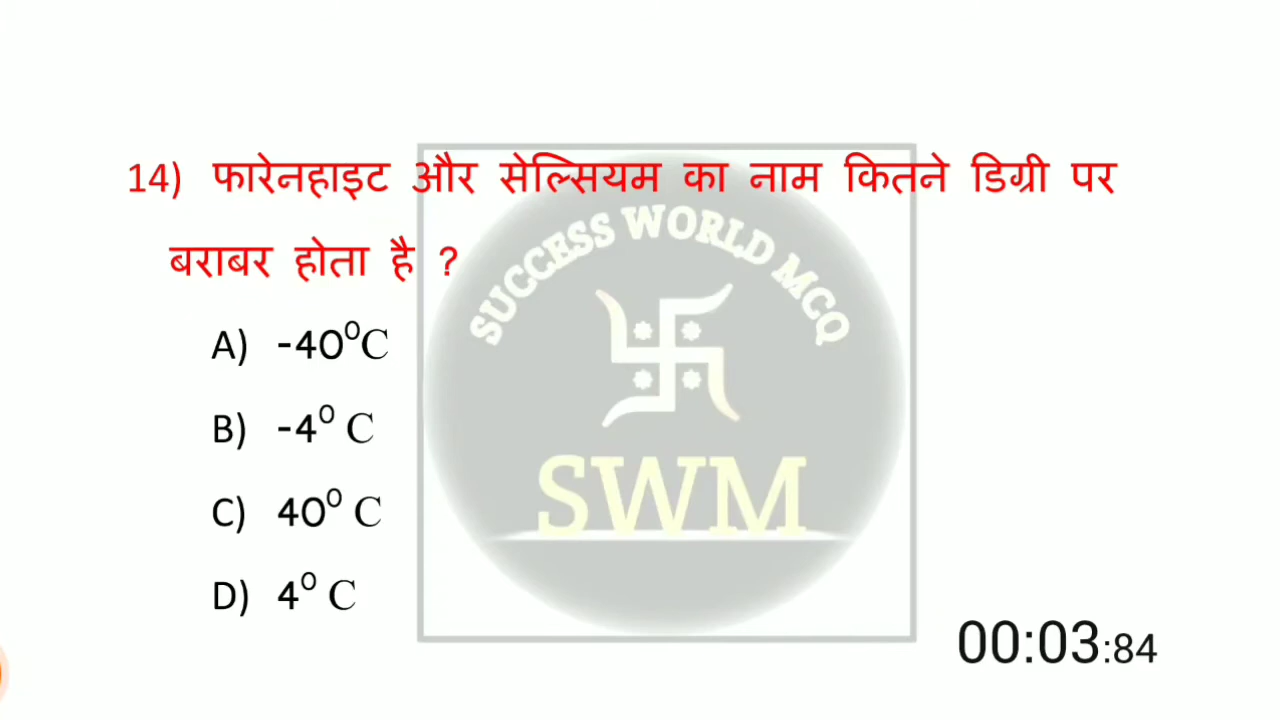 14) फारेनहाइट और सेल्सियम का नाम कितने डिग्री पर
बराबर होता है ?
A) -40⁰C
B) -4⁰ C
C) 40⁰ C
D) 4⁰ C
SUCCESS WORLD MCQ
SWM
00:03:84